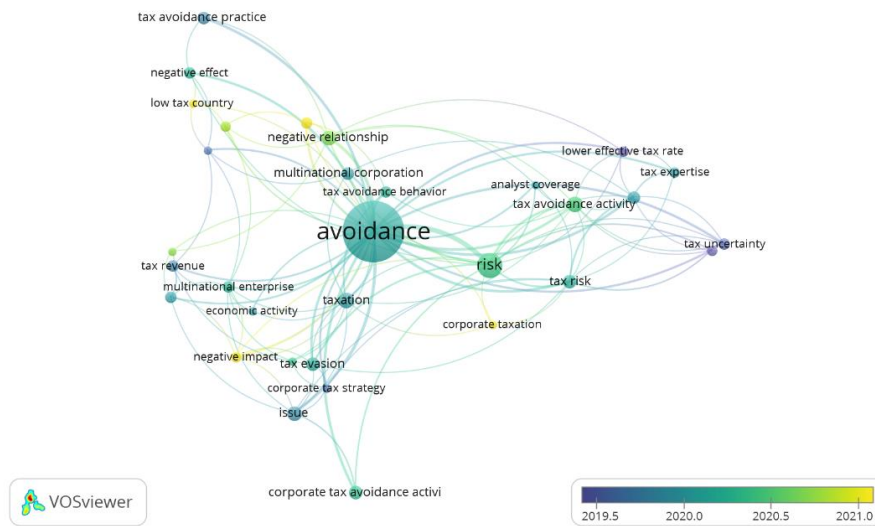 tax avoidance practice
negative effect
low tax country
negative relationship
lower effective tax rate
multinational corporation
tax expertise
analyst coverage
tax avoidance behavior
tax avoidance activity
avoidance
tax uncertainty
risk
tax revenue
tax risk
multinational enterprise
taxation
economic activity
corporate taxation
negative impact
tax evasion
corporate tax strategy
issue
corporate tax avoidance activi
VOSviewer
2019.5 2020.0 2020.5 2021.0